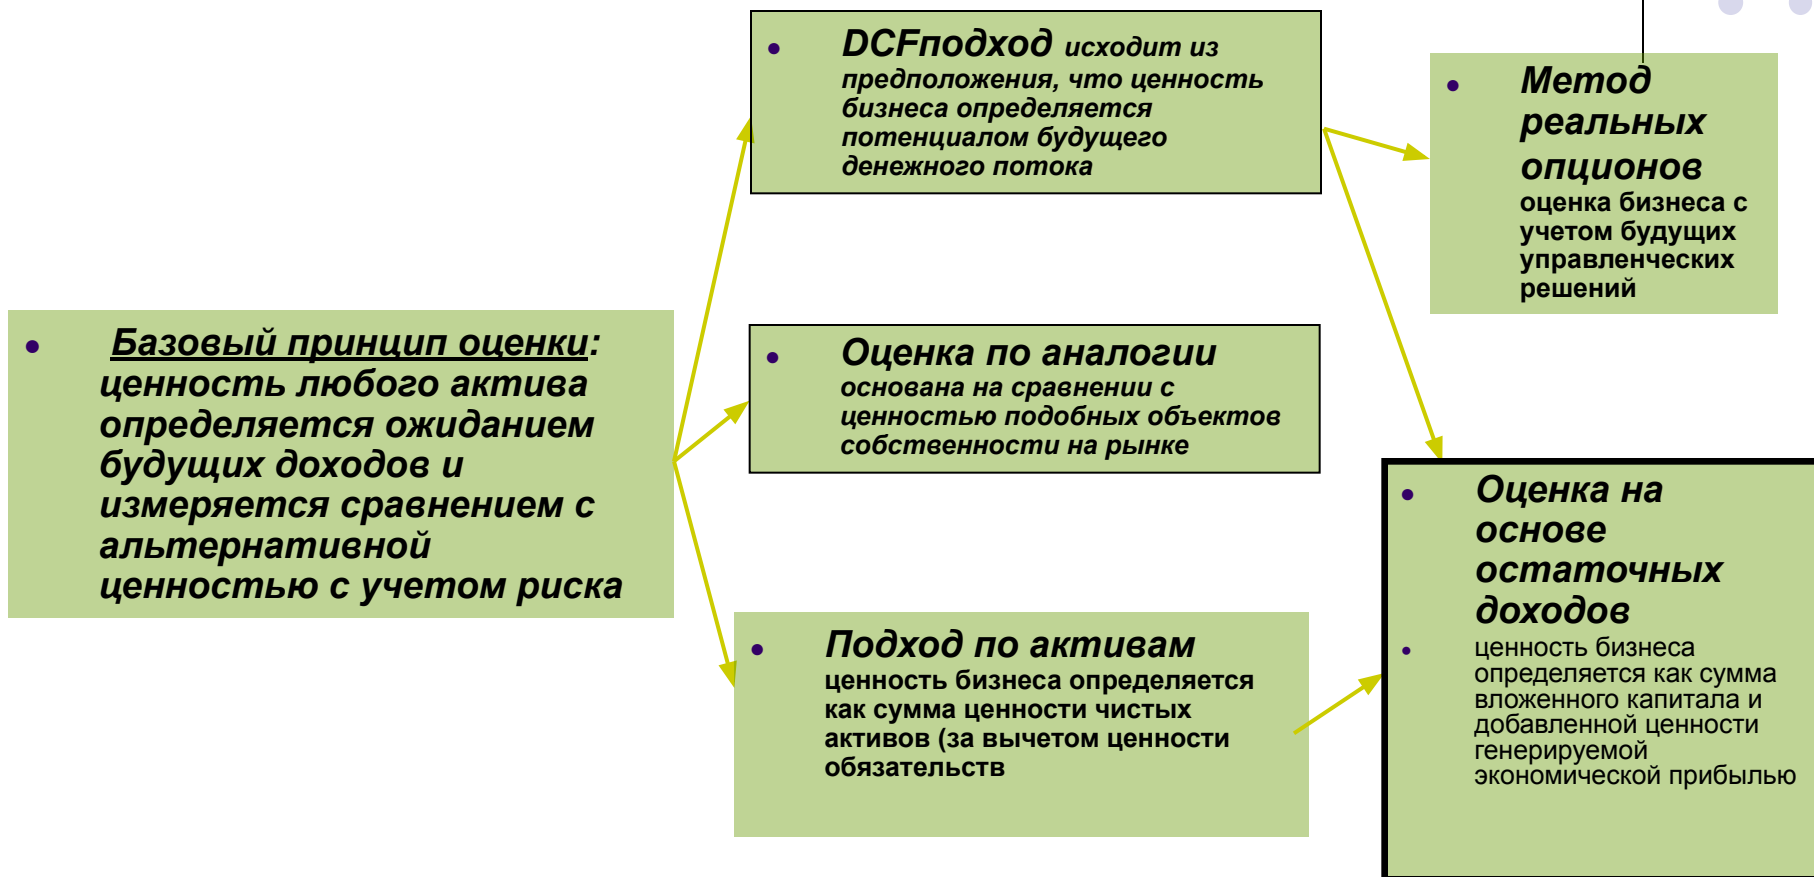 Базовый принцип оценки:
ценность любого актива
определяется ожиданием
будущих доходов и
измеряется сравнением с
альтернативной
ценностью с учетом риска
DCFподход исходит из
предположения, что ценность
бизнеса определяется
потенциалом будущего
денежного потока
Оценка по аналогии
основана на сравнении с
ценностью подобных объектов
собственности на рынке
Подход по активам
ценность бизнеса определяется
как сумма ценности чистых
активов (за вычетом ценности
обязательств
Метод
реальных
опционов
оценка бизнеса с
учетом будущих
управленческих
решений
Оценка на
основе
остаточных
доходов
ценность бизнеса
определяется как сумма
вложенного капитала и
добавленной ценности
генерируемой
экономической прибылью